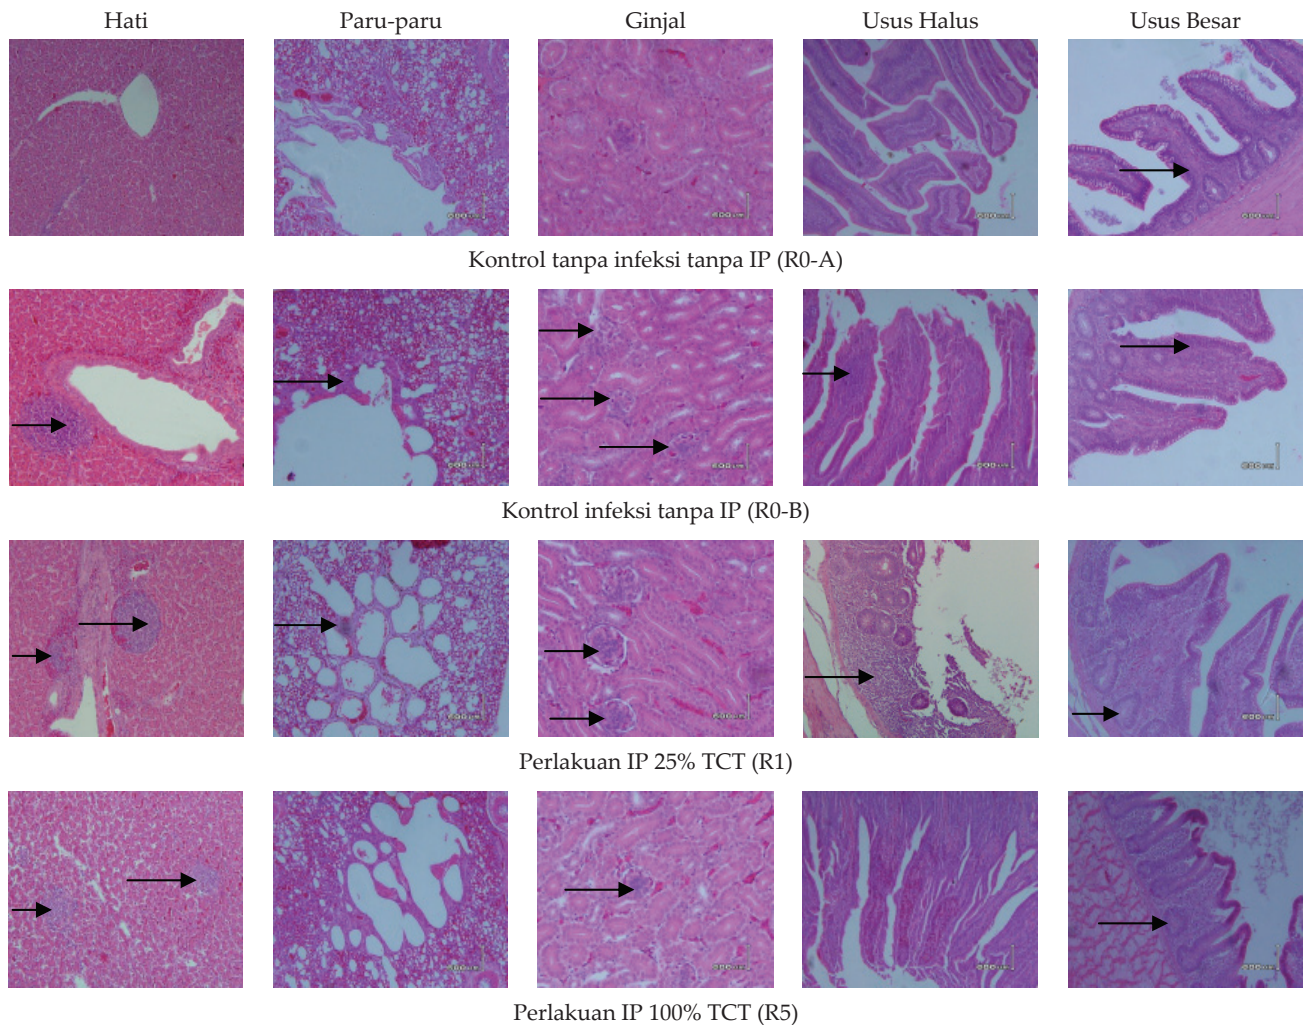 Hati Paru-paru Ginjal Usus Halus Usus Besar
Kontrol tanpa infeksi tanpa IP (R0-A)
Kontrol infeksi tanpa IP (R0-B)
Perlakuan IP 25% TCT (R1)
Perlakuan IP 100% TCT (R5)